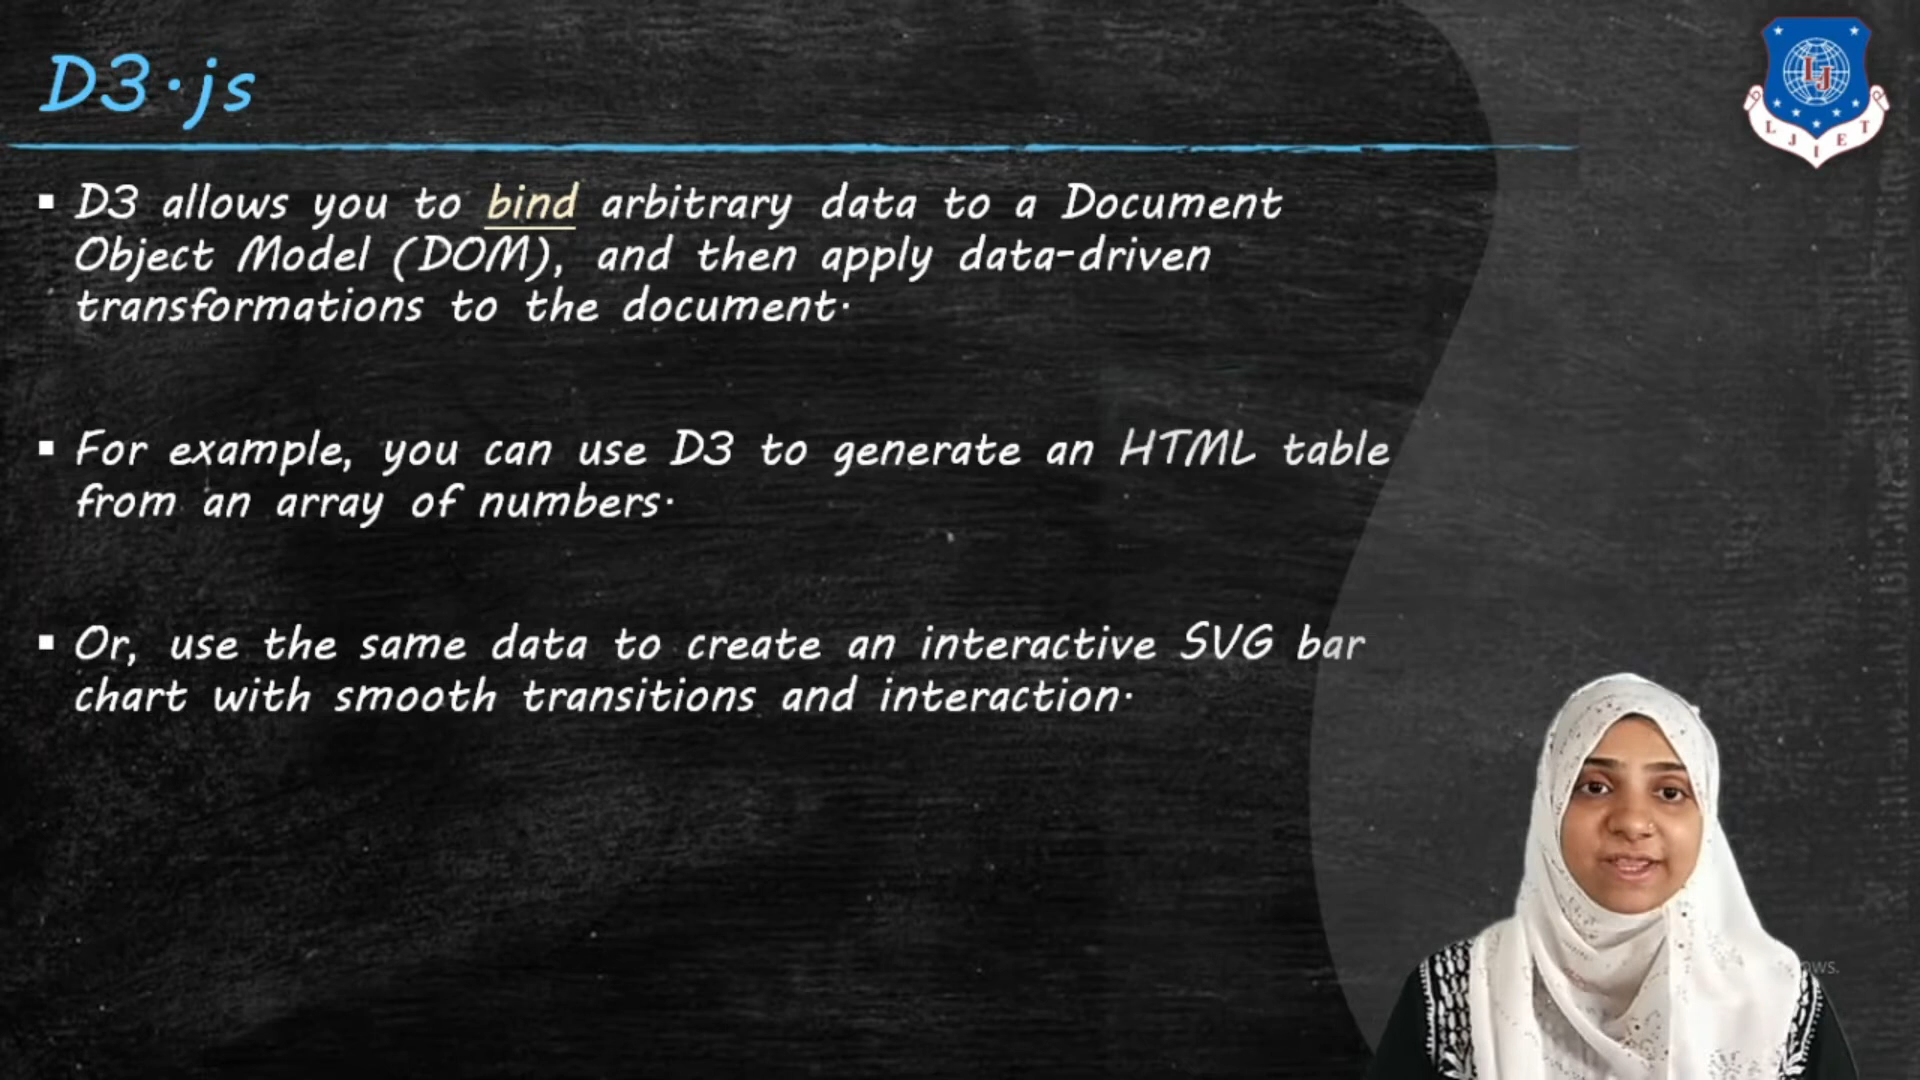 D3.js
LJ
L J I E T
▪ D3 allows you to bind arbitrary data to a Document
Object Model (DOM), and then apply data-driven
transformations to the document.
▪ For example, you can use D3 to generate an HTML table
from an array of numbers.
▪ Or, use the same data to create an interactive SVG bar
chart with smooth transitions and interaction.